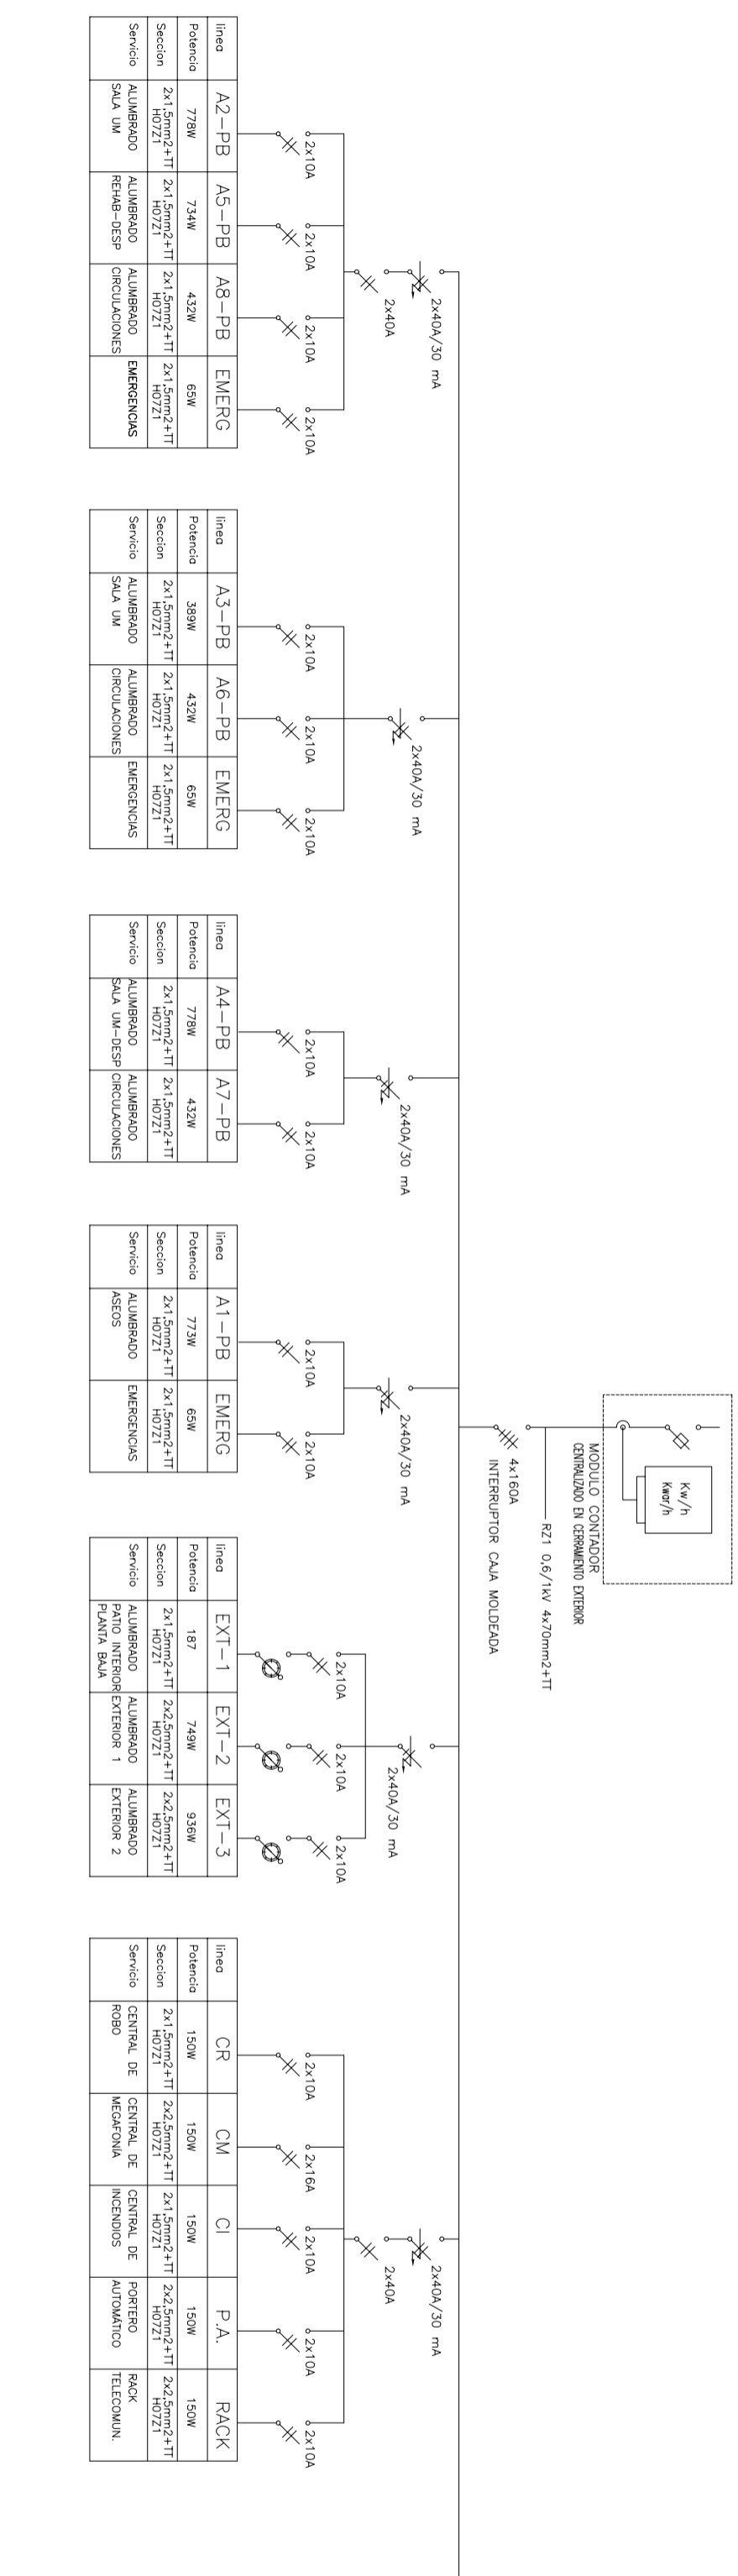 Kw/h
Kwar/h
MODULO CONTADOR
CENTRALIZADO EN CERRAMIENTO EXTERIOR
RZ1 0,6/1kV 4x70mm2+TT
4x160A
INTERRUPTOR CAJA MOLDEADA
2x40A/30 mA
2x40A
2x10A
2x10A
2x10A
2x10A
linea
A2-PB
A5-PB
A8-PB
EMERG
Potencia
778W
734W
432W
65W
Seccion
2x1,5mm2+TT
H07Z1
2x1,5mm2+TT
H07Z1
2x1,5mm2+TT
H07Z1
2x1,5mm2+TT
H07Z1
Servicio
ALUMBRADO
SALA UM
ALUMBRADO
REHAB-DESP
ALUMBRADO
CIRCULACIONES
EMERGENCIAS
2x40A/30 mA
2x10A
2x10A
2x10A
linea
A3-PB
A6-PB
EMERG
Potencia
389W
432W
65W
Seccion
2x1,5mm2+TT
H07Z1
2x1,5mm2+TT
H07Z1
2x1,5mm2+TT
H07Z1
Servicio
ALUMBRADO
SALA UM
ALUMBRADO
CIRCULACIONES
EMERGENCIAS
2x40A/30 mA
2x10A
2x10A
linea
A4-PB
A7-PB
Potencia
778W
432W
Seccion
2x1,5mm2+TT
H07Z1
2x1,5mm2+TT
H07Z1
Servicio
ALUMBRADO
SALA UM-DESP
ALUMBRADO
CIRCULACIONES
2x40A/30 mA
2x10A
2x10A
linea
A1-PB
EMERG
Potencia
773W
65W
Seccion
2x1,5mm2+TT
H07Z1
2x1,5mm2+TT
H07Z1
Servicio
ALUMBRADO
ASEOS
EMERGENCIAS
2x40A/30 mA
2x10A
2x10A
2x10A
linea
EXT-1
EXT-2
EXT-3
Potencia
187
749W
936W
Seccion
2x1,5mm2+TT
H07Z1
2x2,5mm2+TT
H07Z1
2x2,5mm2+TT
H07Z1
Servicio
ALUMBRADO
PATIO INTERIOR
PLANTA BAJA
ALUMBRADO
EXTERIOR 1
ALUMBRADO
EXTERIOR 2
2x40A/30 mA
2x40A
2x10A
2x16A
2x10A
2x10A
2x10A
linea
CR
CM
CI
P.A.
RACK
Potencia
150W
150W
150W
150W
150W
Seccion
2x1,5mm2+TT
H07Z1
2x2,5mm2+TT
H07Z1
2x1,5mm2+TT
H07Z1
2x2,5mm2+TT
H07Z1
2x2,5mm2+TT
H07Z1
Servicio
CENTRAL DE
ROBO
CENTRAL DE
MEGAFONÍA
CENTRAL DE
INCENDIOS
PORTERO
AUTOMÁTICO
RACK
TELECOMUN.